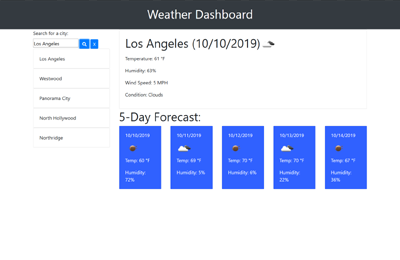 Weather Dashboard
Search for a city:
Los Angeles
Los Angeles
Westwood
Panorama City
North Hollywood
Northridge
Los Angeles (10/10/2019)
Temperature: 61 °F
Humidity: 63%
Wind Speed: 5 MPH
Condition: Clouds
5-Day Forecast:
10/10/2019
Temp: 60 °F
Humidity:
72%
10/11/2019
Temp: 69 °F
Humidity: 5%
10/12/2019
Temp: 70 °F
Humidity: 6%
10/13/2019
Temp: 70 °F
Humidity:
22%
10/14/2019
Temp: 67 °F
Humidity:
36%